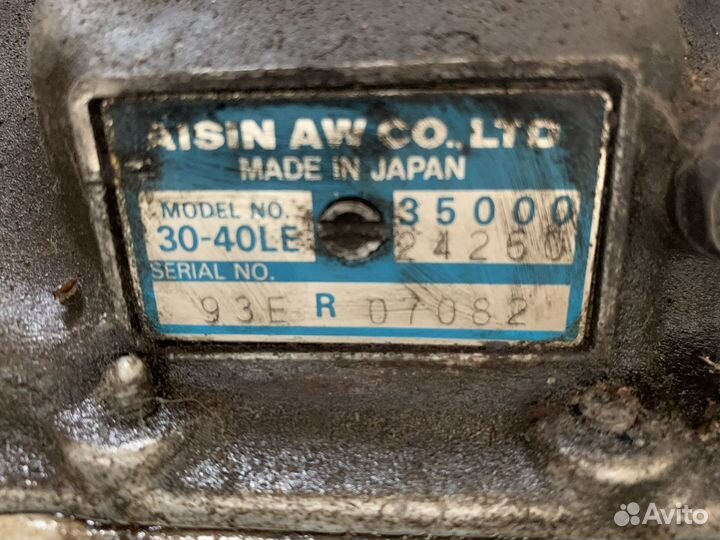 AISIN AW CO., LTD
MADE IN JAPAN
MODEL NO. 35000
30-40LE 24250
SERIAL NO.
93E R 07082
Avito